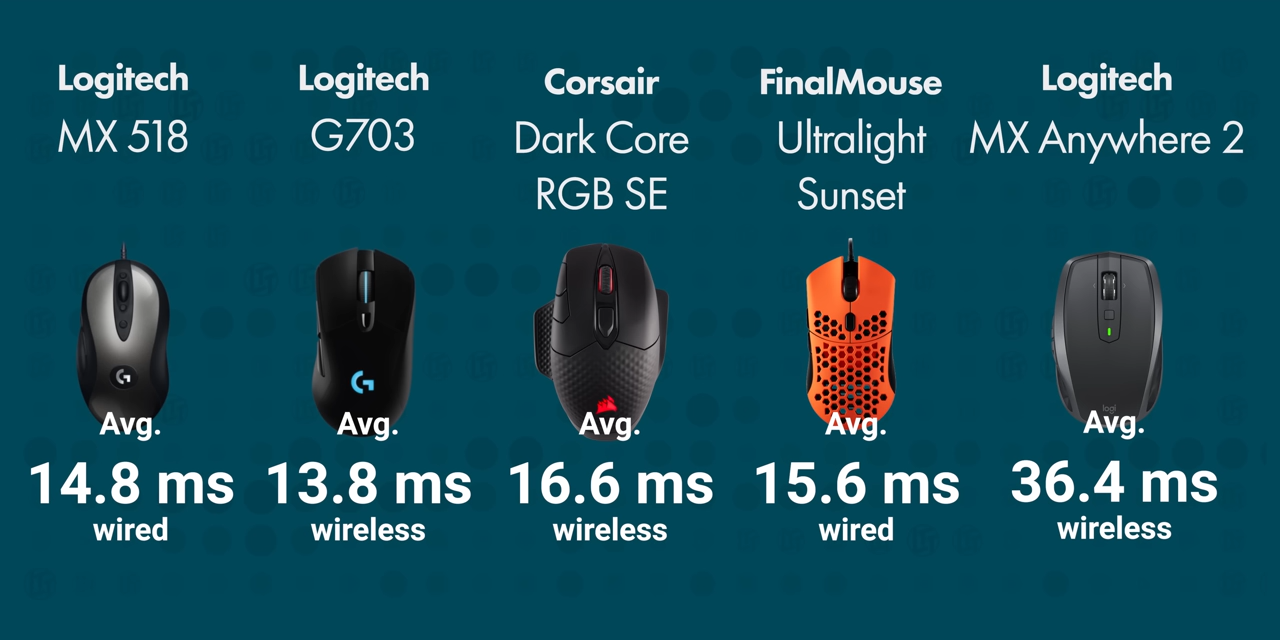 Logitech
MX 518
Avg.
14.8 ms
wired
Logitech
G703
Avg.
13.8 ms
wireless
Corsair
Dark Core
RGB SE
Avg.
16.6 ms
wireless
FinalMouse
Ultralight
Sunset
Avg.
15.6 ms
wired
Logitech
MX Anywhere 2
logi
Avg.
36.4 ms
wireless